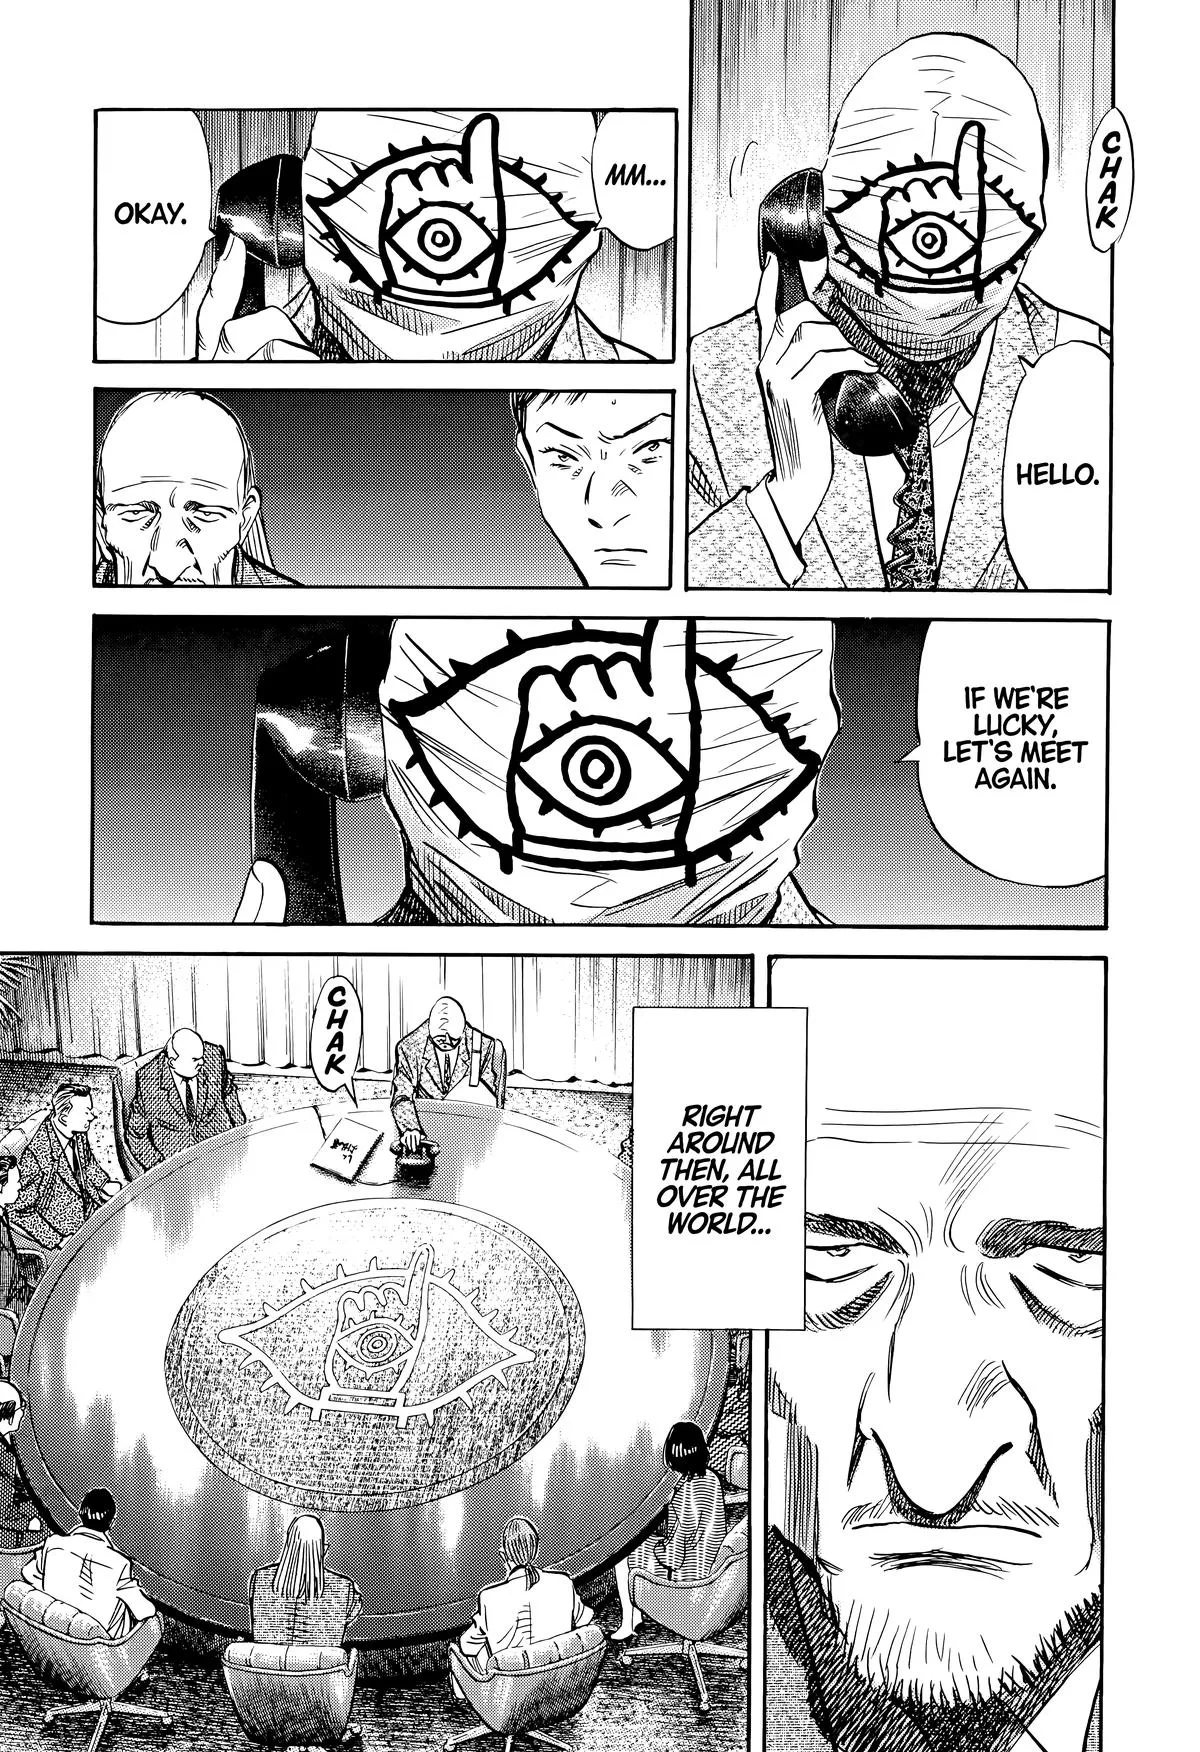 CHAK
HELLO.
MM...
OKAY.
IF WE'RE
LUCKY,
LET'S MEET
AGAIN.
RIGHT
AROUND
THEN, ALL
OVER THE
WORLD...
CHAK